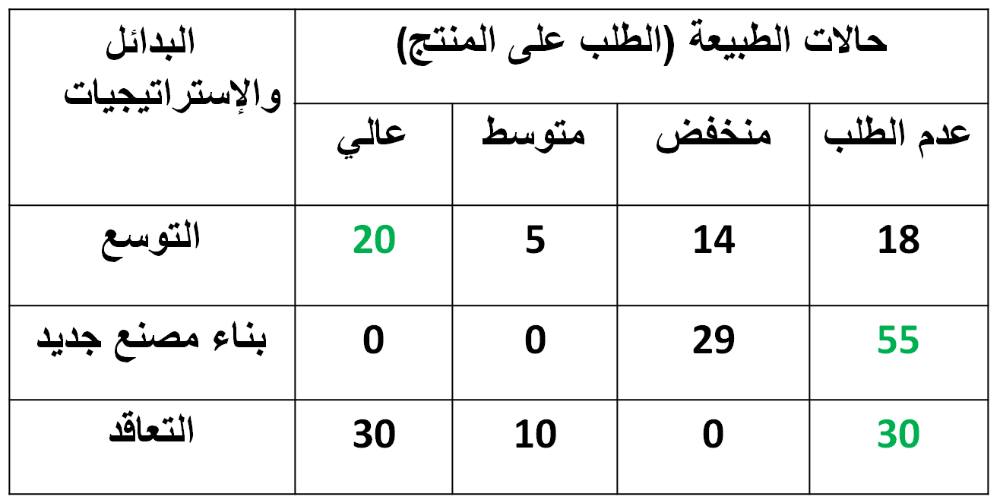 البدائل والإستراتيجيات
حالات الطبيعة (الطلب على المنتج)
عالي متوسط منخفض عدم الطلب
التوسع 20 5 14 18
بناء مصنع جديد 0 0 29 55
التعاقد 30 10 0 30